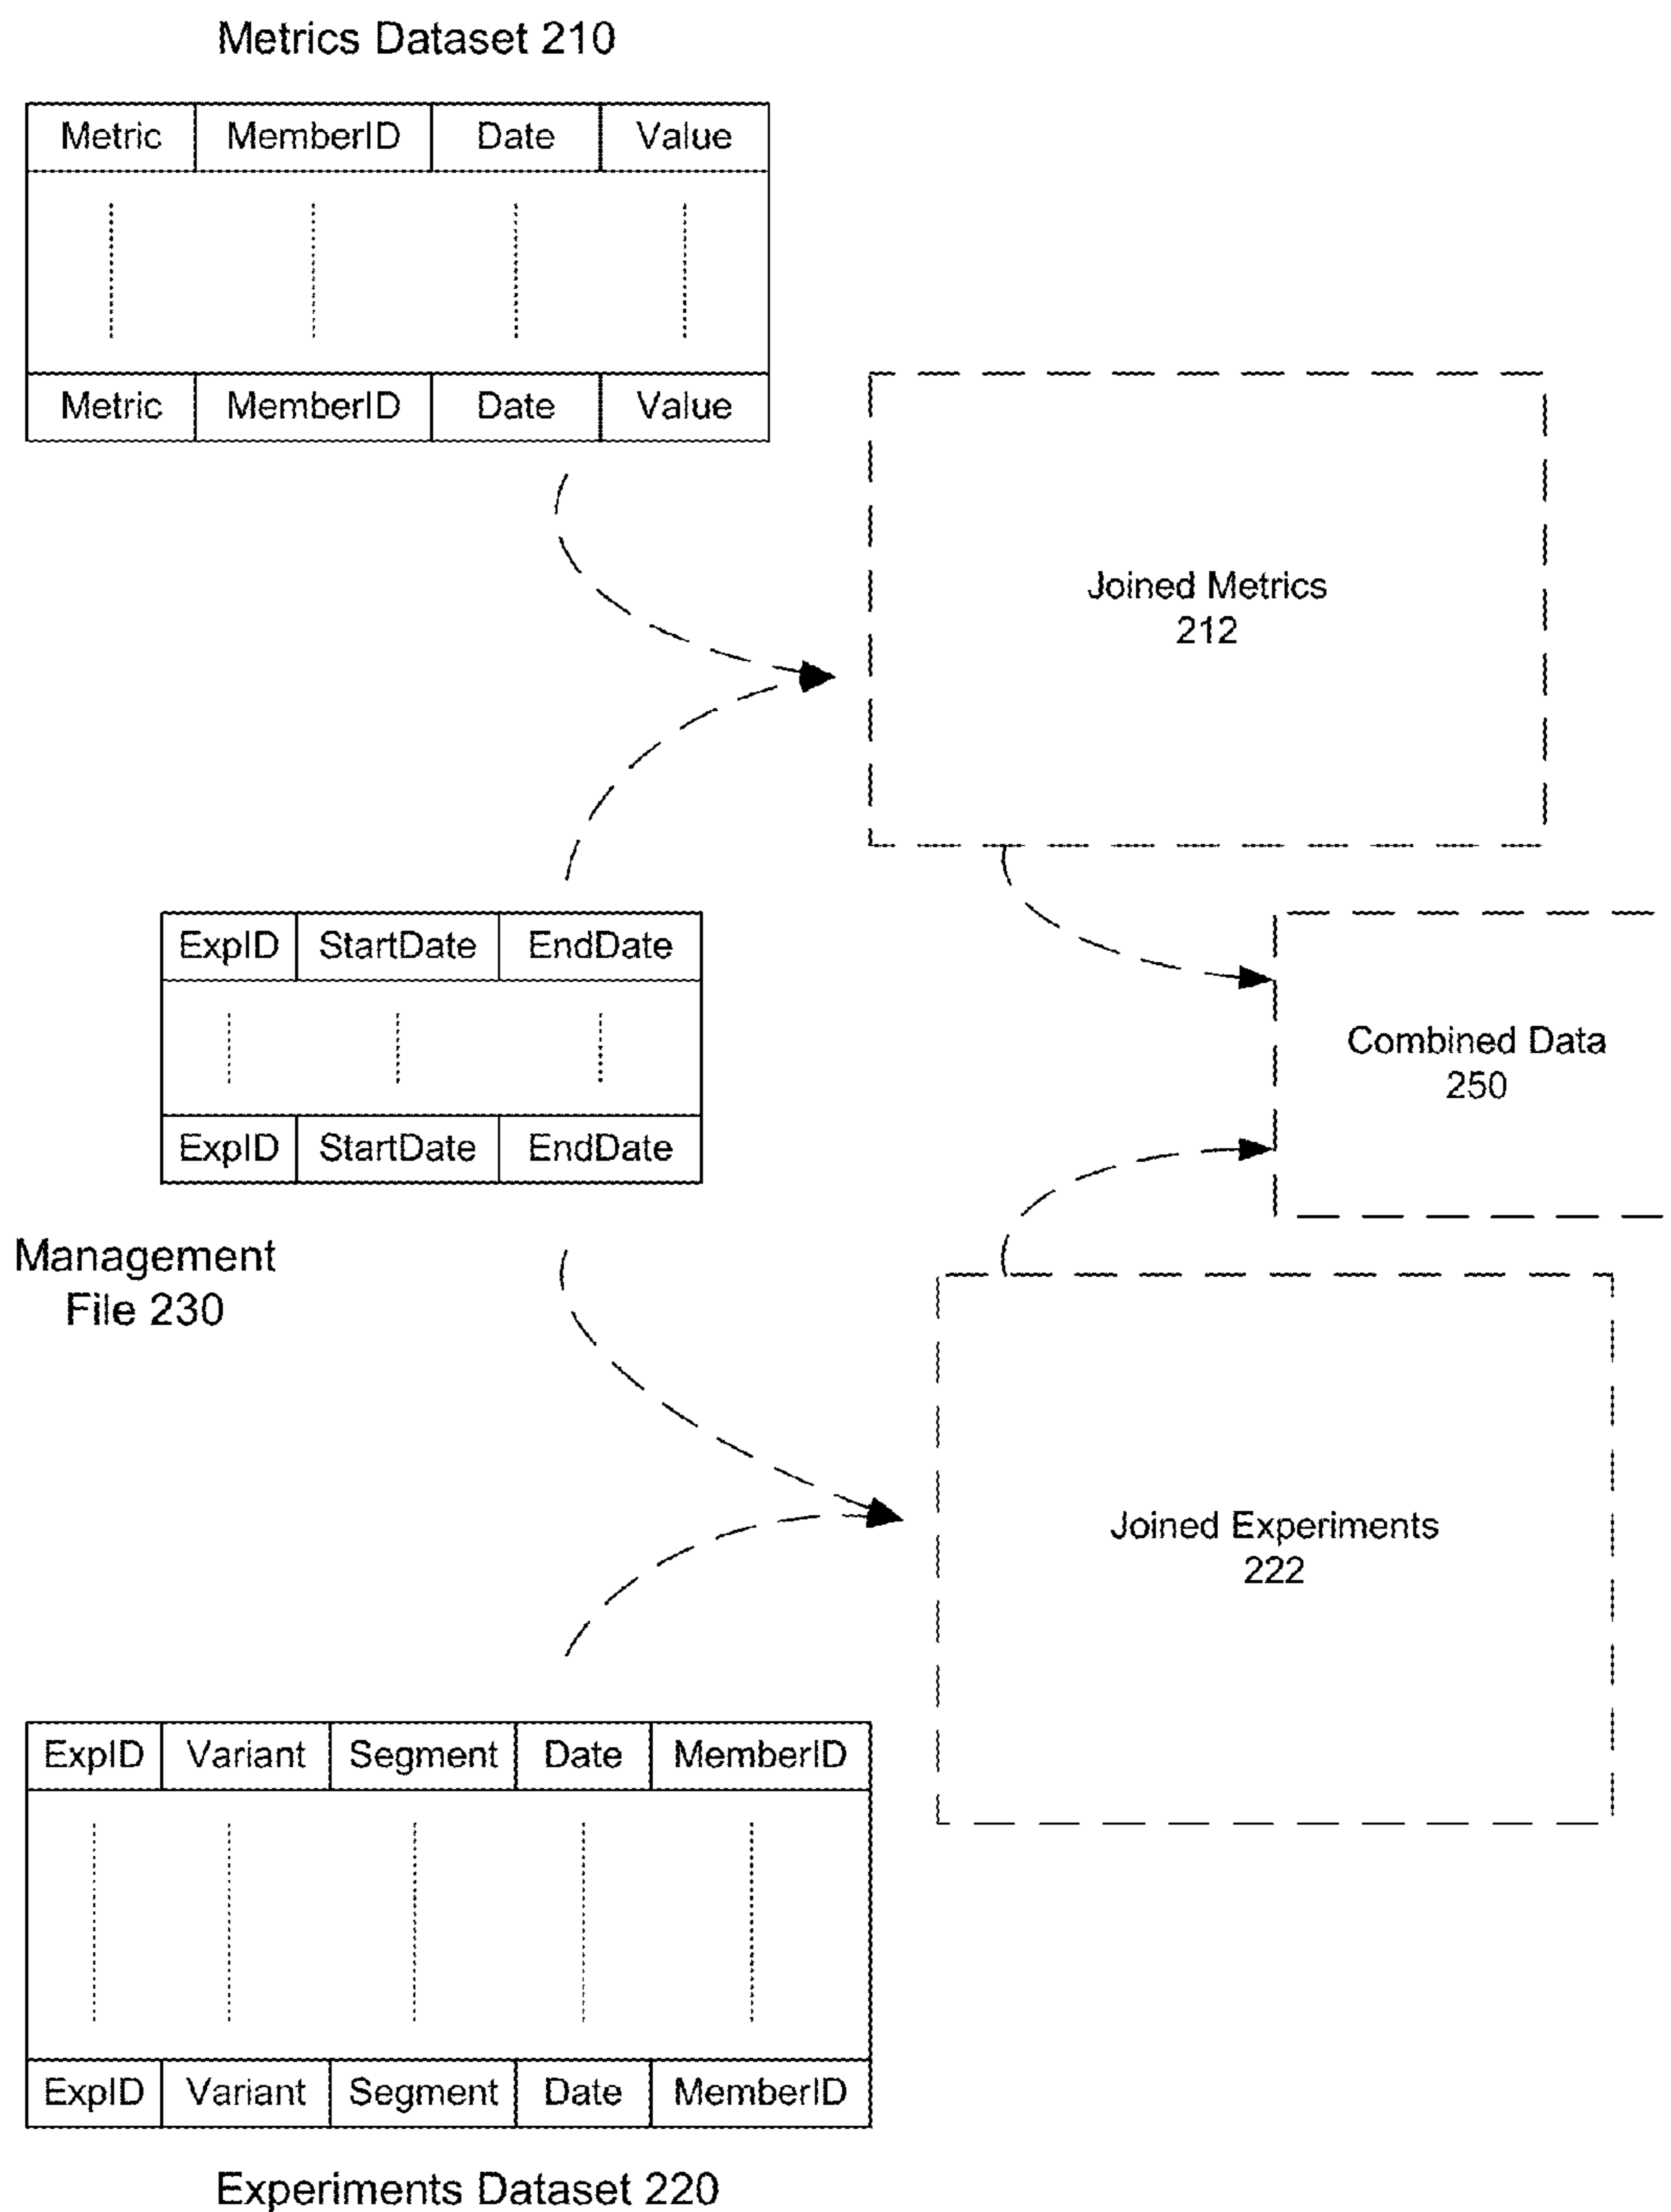 Metrics Dataset 210
Metric MemberID Date Value
Metric MemberID Date Value
Joined Metrics
212
ExpID StartDate EndDate
ExpID StartDate EndDate
Management
File 230
Combined Data
250
Joined Experiments
222
ExpID Variant Segment Date MemberID
ExpID Variant Segment Date MemberID
Experiments Dataset 220